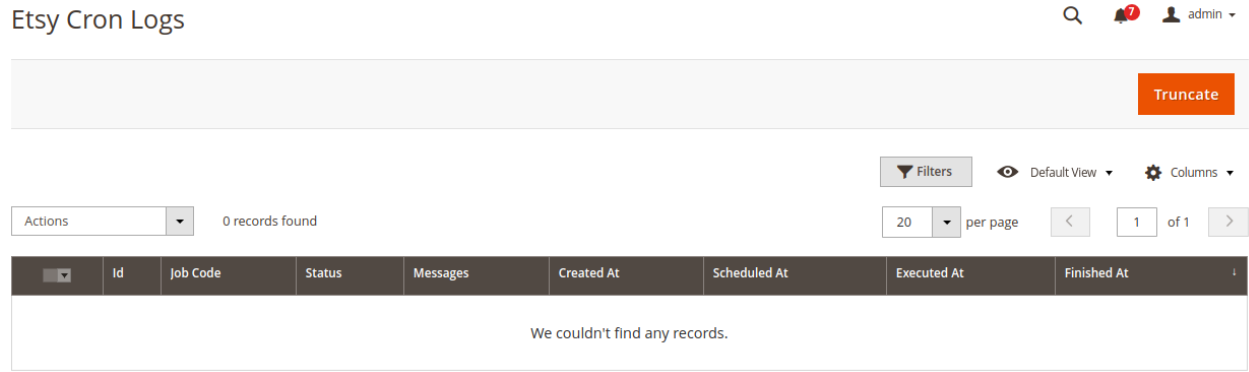 Etsy Cron Logs
7
admin
Truncate
Filters
Default View
Columns
Actions
0 records found
20
per page
1
of 1
Id
Job Code
Status
Messages
Created At
Scheduled At
Executed At
Finished At
↓
We couldn't find any records.